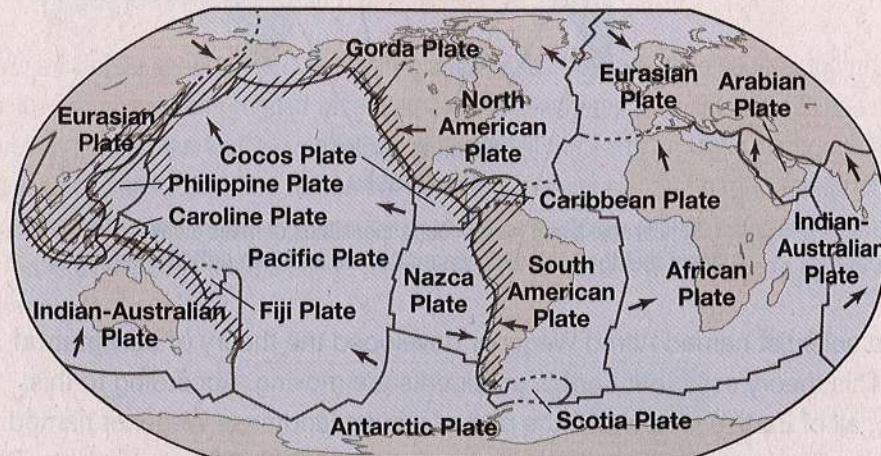 Gorda Plate
Eurasian
Plate
North
American
Plate
Eurasian
Plate
Arabian
Plate
Cocos Plate
Philippine Plate
Caroline Plate
Caribbean Plate
Pacific Plate
Nazca
Plate
South
American
Plate
African
Plate
Indian-
Australian
Plate
Indian-Australian
Plate
Fiji Plate
Antarctic Plate
Scotia Plate